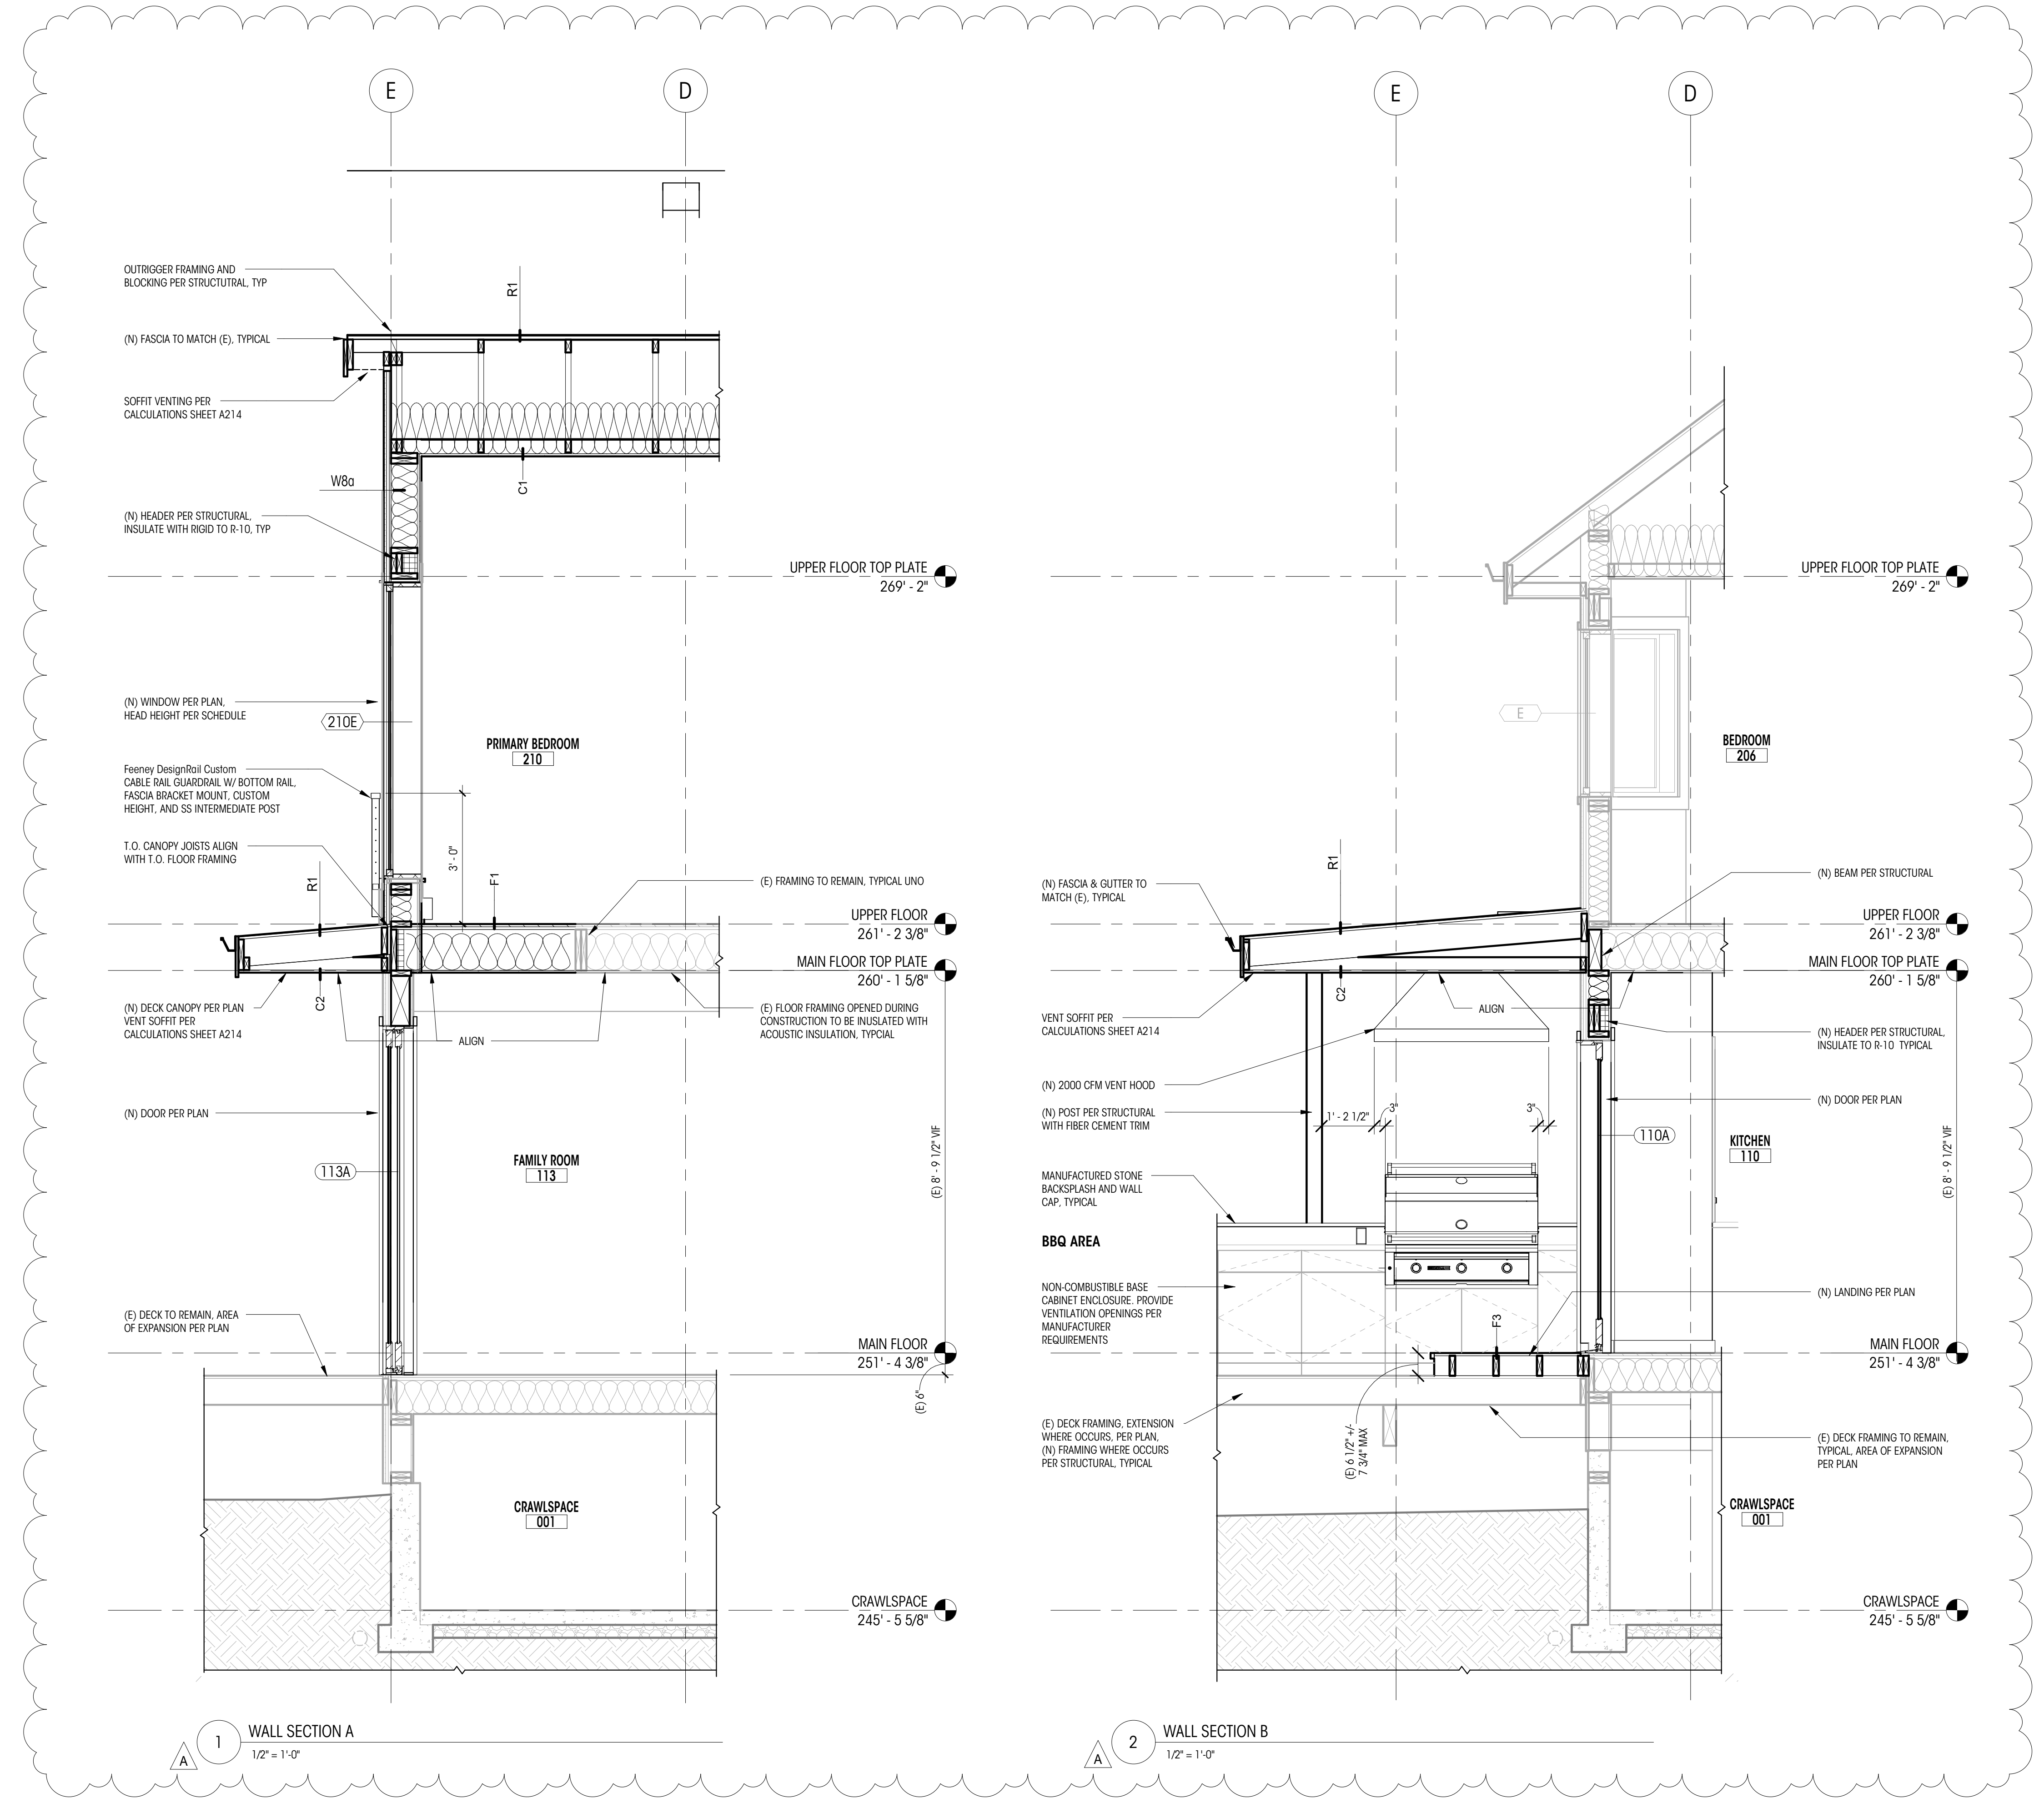 E
D
OUTRIGGER FRAMING AND
BLOCKING PER STRUCTUTRAL, TYP
R1
(N) FASCIA TO MATCH (E), TYPICAL
SOFFIT VENTING PER
CALCULATIONS SHEET A214
W8a
C1
(N) HEADER PER STRUCTURAL,
INSULATE WITH RIGID TO R-10, TYP
UPPER FLOOR TOP PLATE
269' - 2"
(N) WINDOW PER PLAN,
HEAD HEIGHT PER SCHEDULE
210E
PRIMARY BEDROOM
210
Feeney DesignRail Custom
CABLE RAIL GUARDRAIL W/ BOTTOM RAIL,
FASCIA BRACKET MOUNT, CUSTOM
HEIGHT, AND SS INTERMEDIATE POST
T.O. CANOPY JOISTS ALIGN
WITH T.O. FLOOR FRAMING
3' - 0"
R1
F1
(E) FRAMING TO REMAIN, TYPICAL UNO
UPPER FLOOR
261' - 2 3/8"
MAIN FLOOR TOP PLATE
260' - 1 5/8"
(N) DECK CANOPY PER PLAN
VENT SOFFIT PER
CALCULATIONS SHEET A214
C2
ALIGN
(E) FLOOR FRAMING OPENED DURING
CONSTRUCTION TO BE INUSLATED WITH
ACOUSTIC INSULATION, TYPCIAL
(N) DOOR PER PLAN
113A
FAMILY ROOM
113
(E) 8' - 9 1/2" VIF
(E) DECK TO REMAIN, AREA
OF EXPANSION PER PLAN
MAIN FLOOR
251' - 4 3/8"
(E) 6"
CRAWLSPACE
001
CRAWLSPACE
245' - 5 5/8"
A
1
WALL SECTION A
1/2" = 1'-0"
E
D
UPPER FLOOR TOP PLATE
269' - 2"
E
BEDROOM
206
R1
(N) FASCIA & GUTTER TO
MATCH (E), TYPICAL
(N) BEAM PER STRUCTURAL
UPPER FLOOR
261' - 2 3/8"
MAIN FLOOR TOP PLATE
260' - 1 5/8"
C2
ALIGN
VENT SOFFIT PER
CALCULATIONS SHEET A214
(N) HEADER PER STRUCTURAL,
INSULATE TO R-10 TYPICAL
(N) 2000 CFM VENT HOOD
(N) POST PER STRUCTURAL
WITH FIBER CEMENT TRIM
1' - 2 1/2"
3"
3"
(N) DOOR PER PLAN
110A
KITCHEN
110
(E) 8' - 9 1/2" VIF
MANUFACTURED STONE
BACKSPLASH AND WALL
CAP, TYPICAL
BBQ AREA
NON-COMBUSTIBLE BASE
CABINET ENCLOSURE. PROVIDE
VENTILATION OPENINGS PER
MANUFACTURER
REQUIREMENTS
(N) LANDING PER PLAN
F3
MAIN FLOOR
251' - 4 3/8"
(E) DECK FRAMING, EXTENSION
WHERE OCCURS, PER PLAN,
(N) FRAMING WHERE OCCURS
PER STRUCTURAL, TYPICAL
(E) 6 1/2" +/-
7 3/4" MAX
(E) DECK FRAMING TO REMAIN,
TYPICAL, AREA OF EXPANSION
PER PLAN
CRAWLSPACE
001
CRAWLSPACE
245' - 5 5/8"
A
2
WALL SECTION B
1/2" = 1'-0"